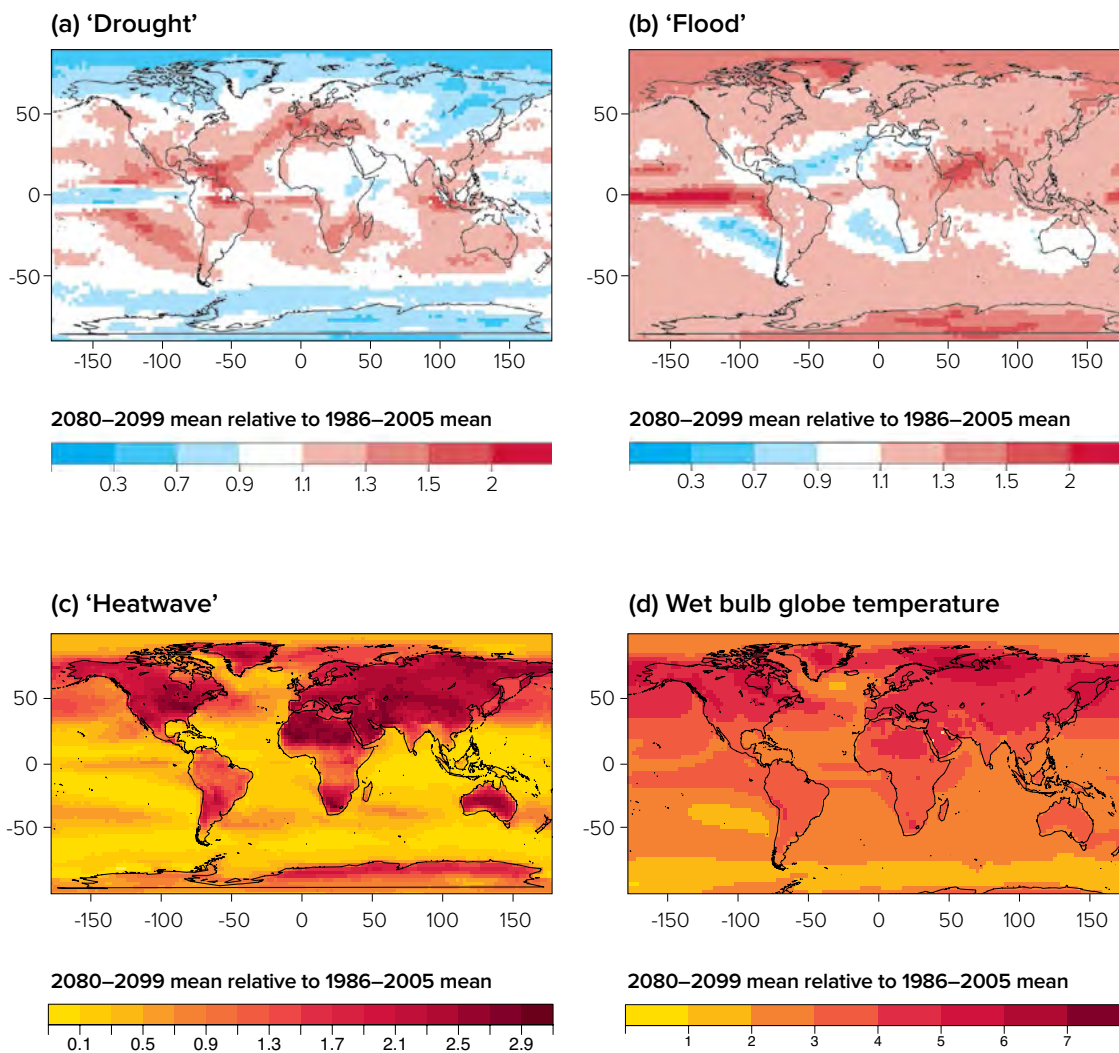 (a) ‘Drought’
(b) ‘Flood’
50
0
-50
-150 -100 -50 0 50 100 150
50
0
-50
-150 -100 -50 0 50 100 150
2080–2099 mean relative to 1986–2005 mean
0.3 0.7 0.9 1.1 1.3 1.5 2
2080–2099 mean relative to 1986–2005 mean
0.3 0.7 0.9 1.1 1.3 1.5 2
(c) ‘Heatwave’
(d) Wet bulb globe temperature
50
0
-50
-150 -100 -50 0 50 100 150
50
0
-50
-150 -100 -50 0 50 100 150
2080–2099 mean relative to 1986–2005 mean
0.1 0.5 0.9 1.3 1.7 2.1 2.5 2.9
2080–2099 mean relative to 1986–2005 mean
1 2 3 4 5 6 7